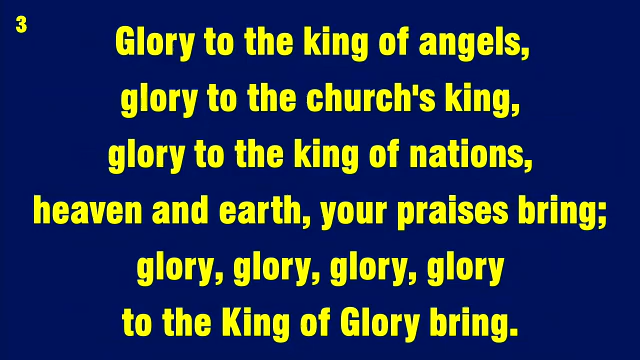 3
Glory to the king of angels,
glory to the church's king,
glory to the king of nations,
heaven and earth, your praises bring;
glory, glory, glory, glory
to the King of Glory bring.